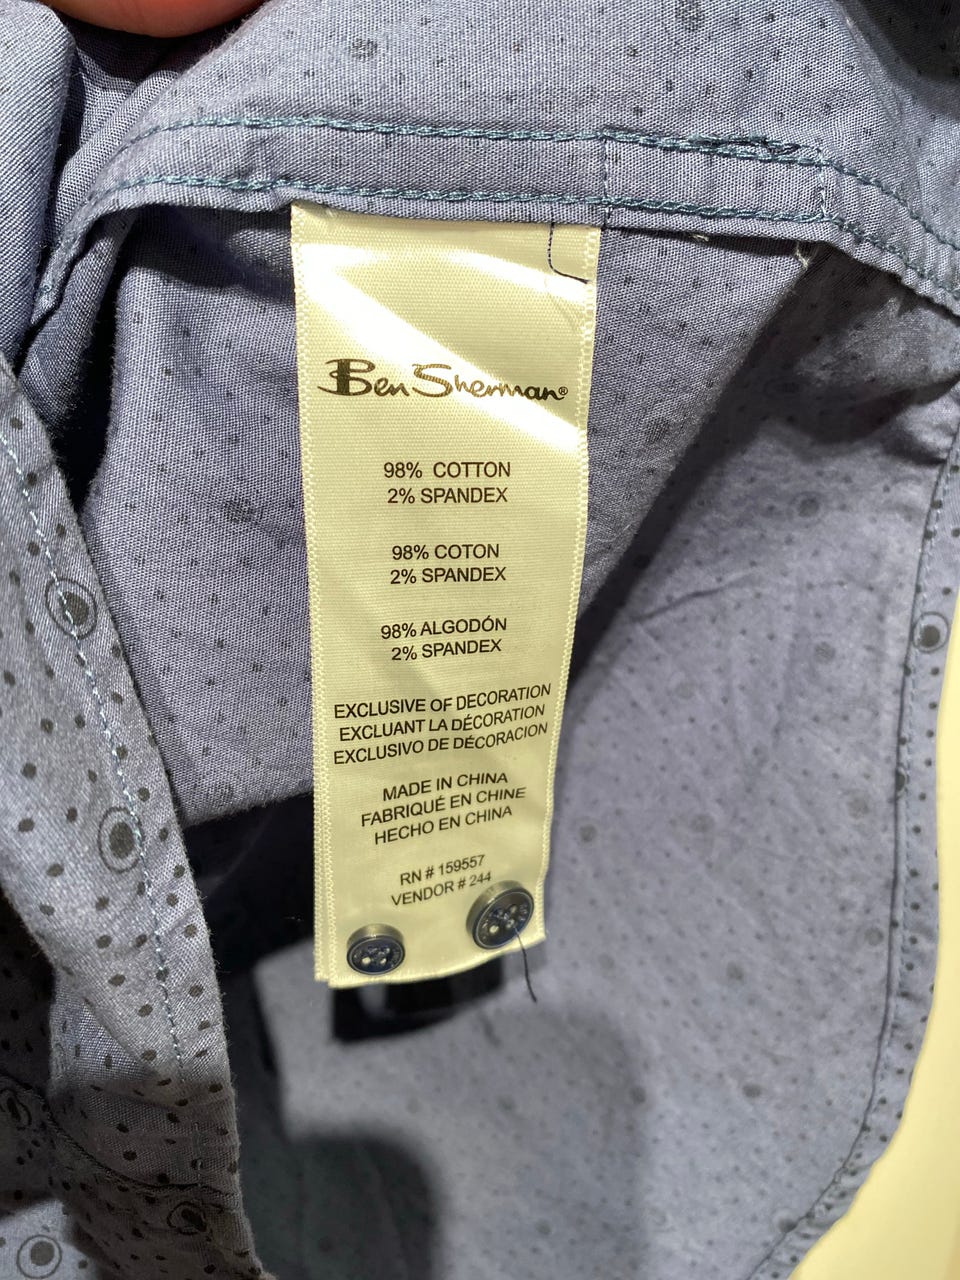 Ben Sherman®
98% COTTON
2% SPANDEX
98% COTON
2% SPANDEX
98% ALGODÓN
2% SPANDEX
EXCLUSIVE OF DECORATION
EXCLUANT LA DÉCORATION
EXCLUSIVO DE DÉCORACION
MADE IN CHINA
FABRIQUÉ EN CHINE
HECHO EN CHINA
RN # 159557
VENDOR # 244